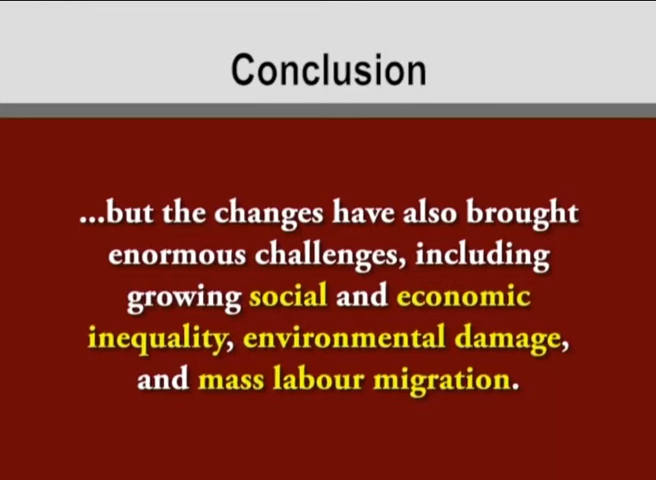 Conclusion
...but the changes have also brought
enormous challenges, including
growing social and economic
inequality, environmental damage,
and mass labour migration.